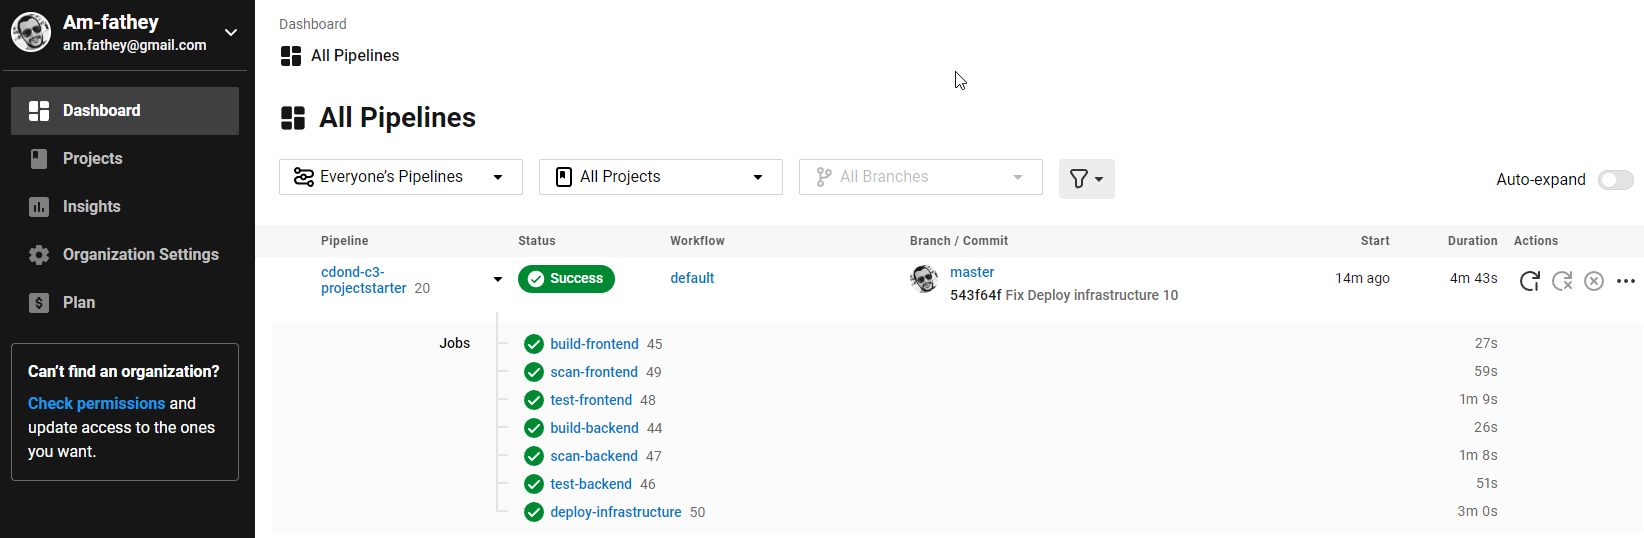 Am-fathey
am.fathey@gmail.com
Dashboard
Projects
Insights
Organization Settings
Plan
Can't find an organization?
Check permissions and
update access to the ones
you want.
Dashboard
All Pipelines
All Pipelines
Everyone's Pipelines
All Projects
All Branches
Auto-expand
Pipeline Status Workflow Branch / Commit Start Duration Actions
cdond-c3-
projectstarter 20
Success
default
master
543f64f Fix Deploy infrastructure 10
14m ago
4m 43s
Jobs
build-frontend 45 27s
scan-frontend 49 59s
test-frontend 48 1m 9s
build-backend 44 26s
scan-backend 47 1m 8s
test-backend 46 51s
deploy-infrastructure 50 3m 0s